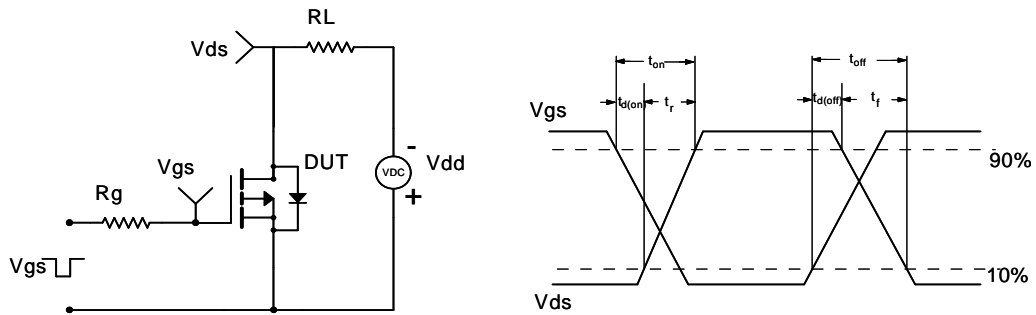 RL
Vds
Vgs
DUT
-
VDC
Vdd
+
Rg
Vgs
ton
toff
td(on)
tr
td(off)
tf
Vgs
90%
10%
Vds